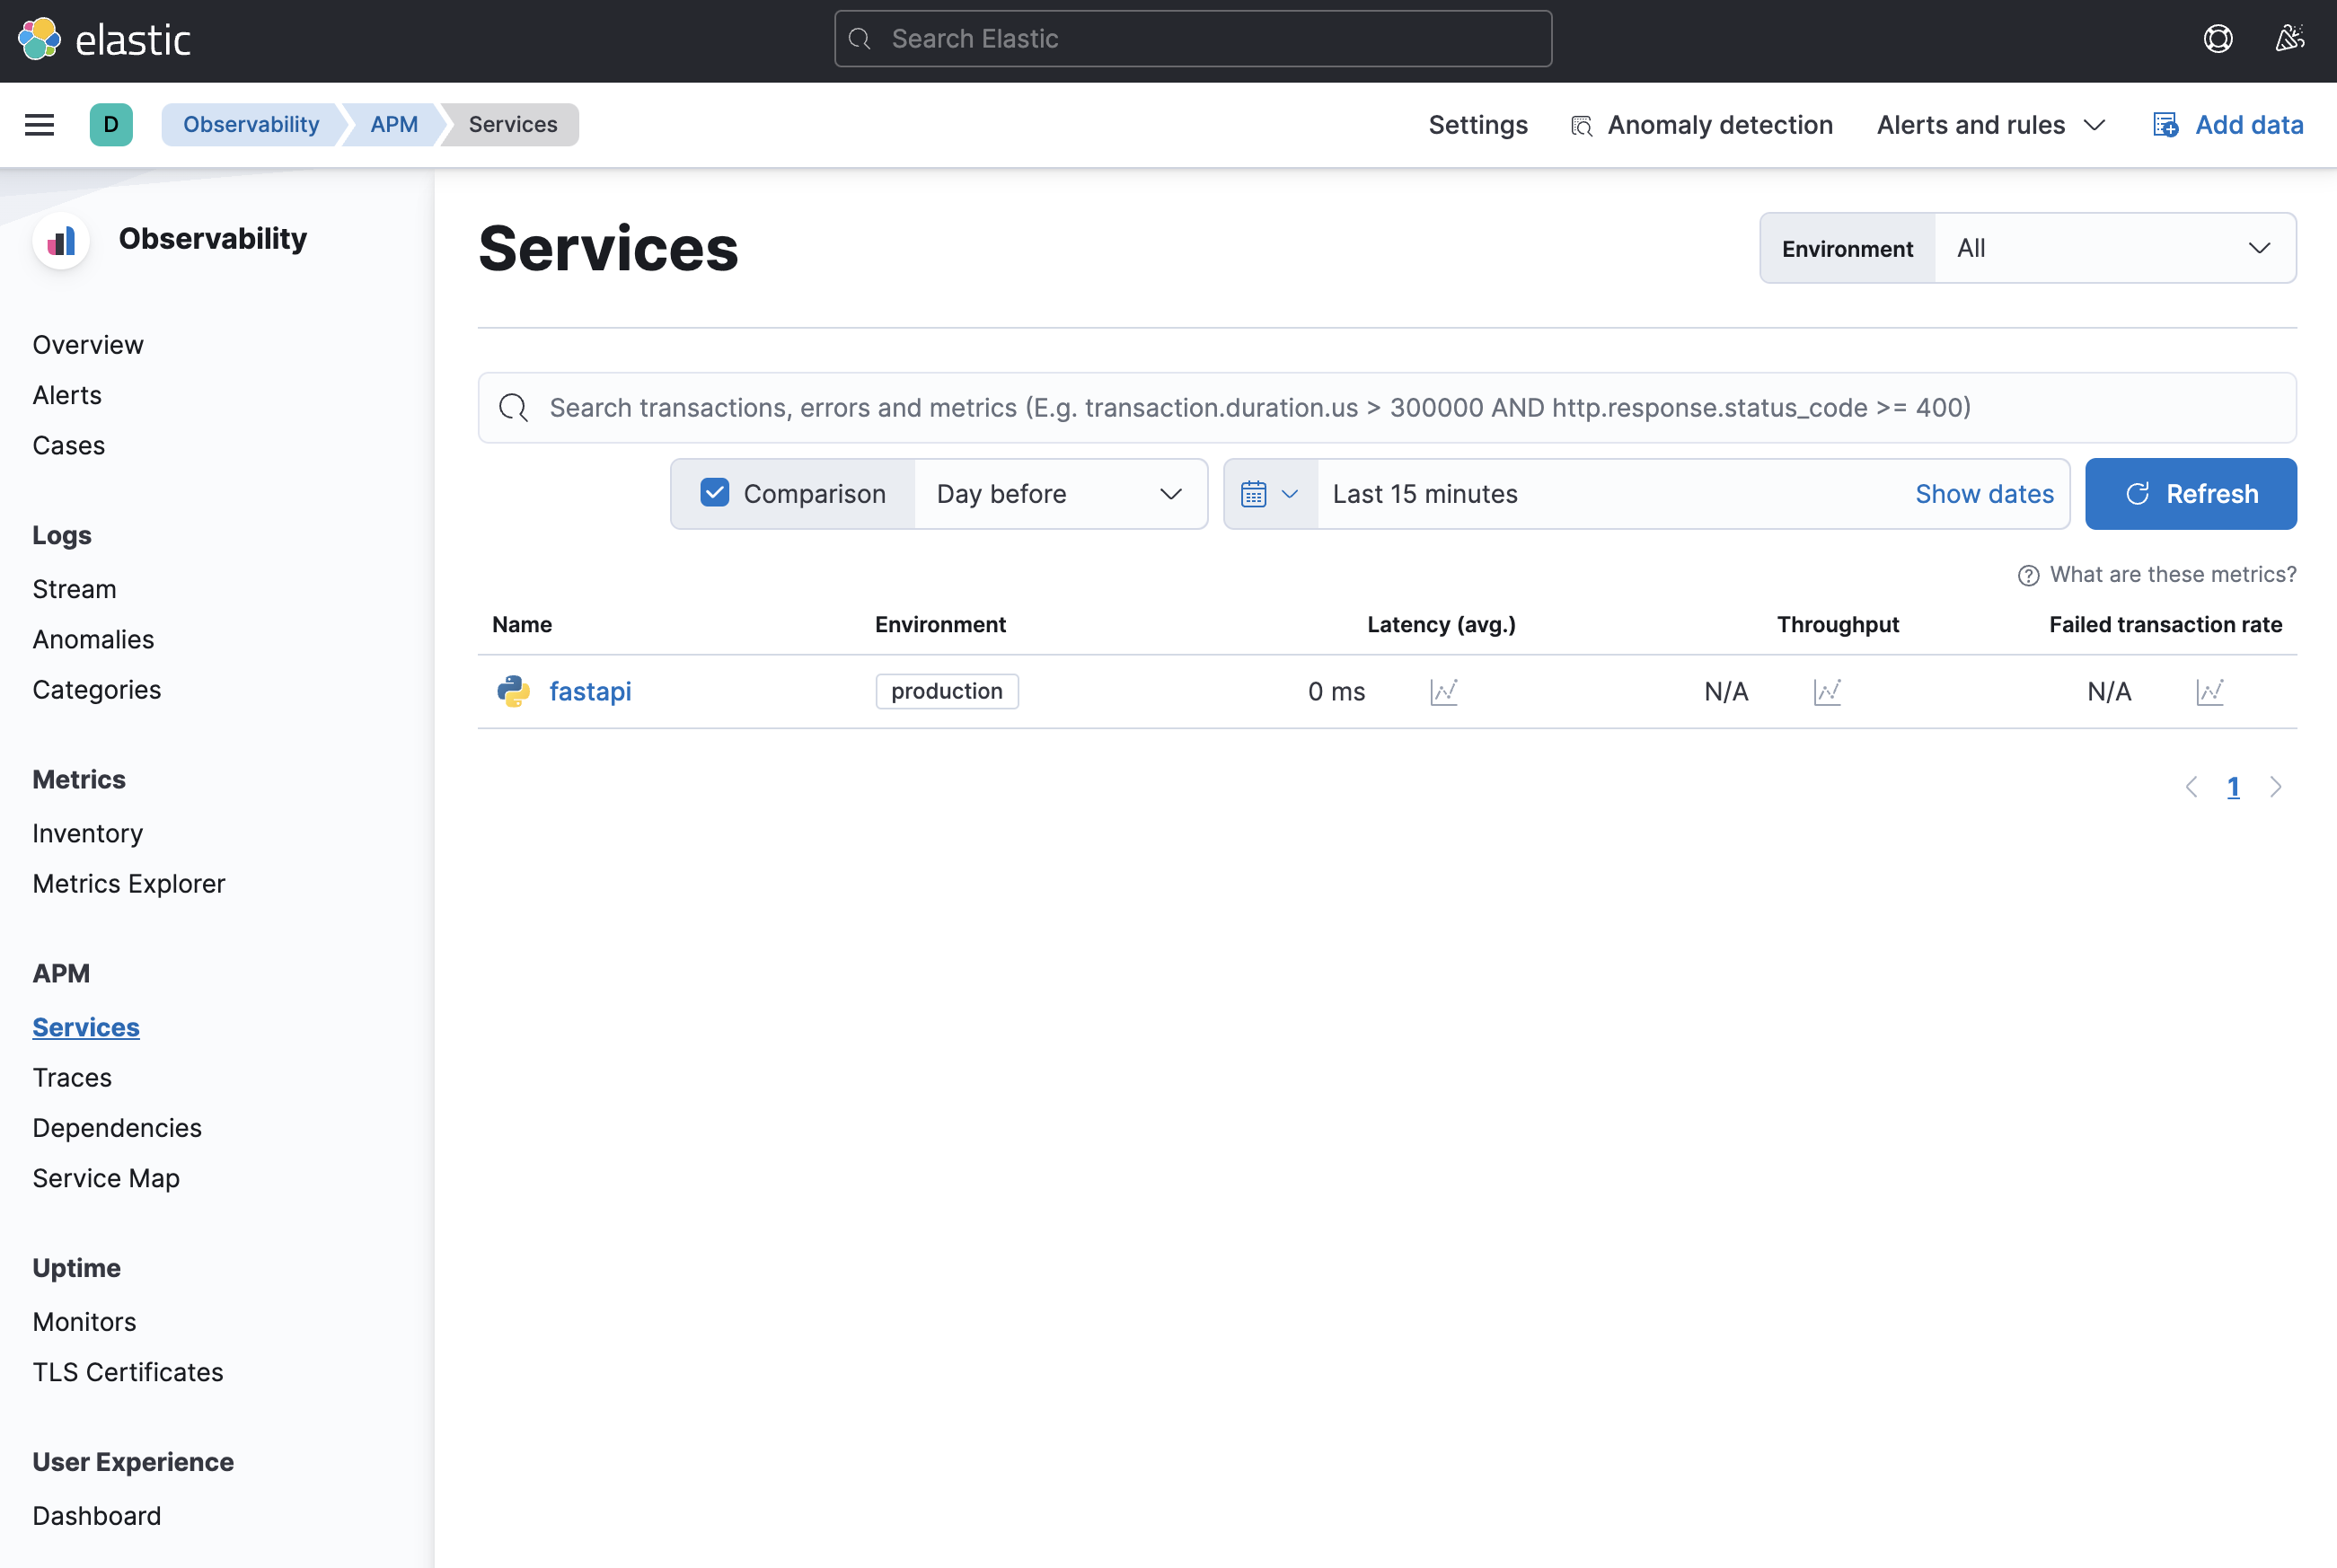 elastic
Search Elastic
D
Observability
APM
Services
Settings
Anomaly detection
Alerts and rules
Add data
Observability
Overview
Alerts
Cases
Logs
Stream
Anomalies
Categories
Metrics
Inventory
Metrics Explorer
APM
Services
Traces
Dependencies
Service Map
Uptime
Monitors
TLS Certificates
User Experience
Dashboard
Services
Environment All
Search transactions, errors and metrics (E.g. transaction.duration.us > 300000 AND http.response.status_code >= 400)
Comparison Day before
Last 15 minutes Show dates
Refresh
What are these metrics?
Name Environment Latency (avg.) Throughput Failed transaction rate
fastapi production 0 ms N/A N/A
1